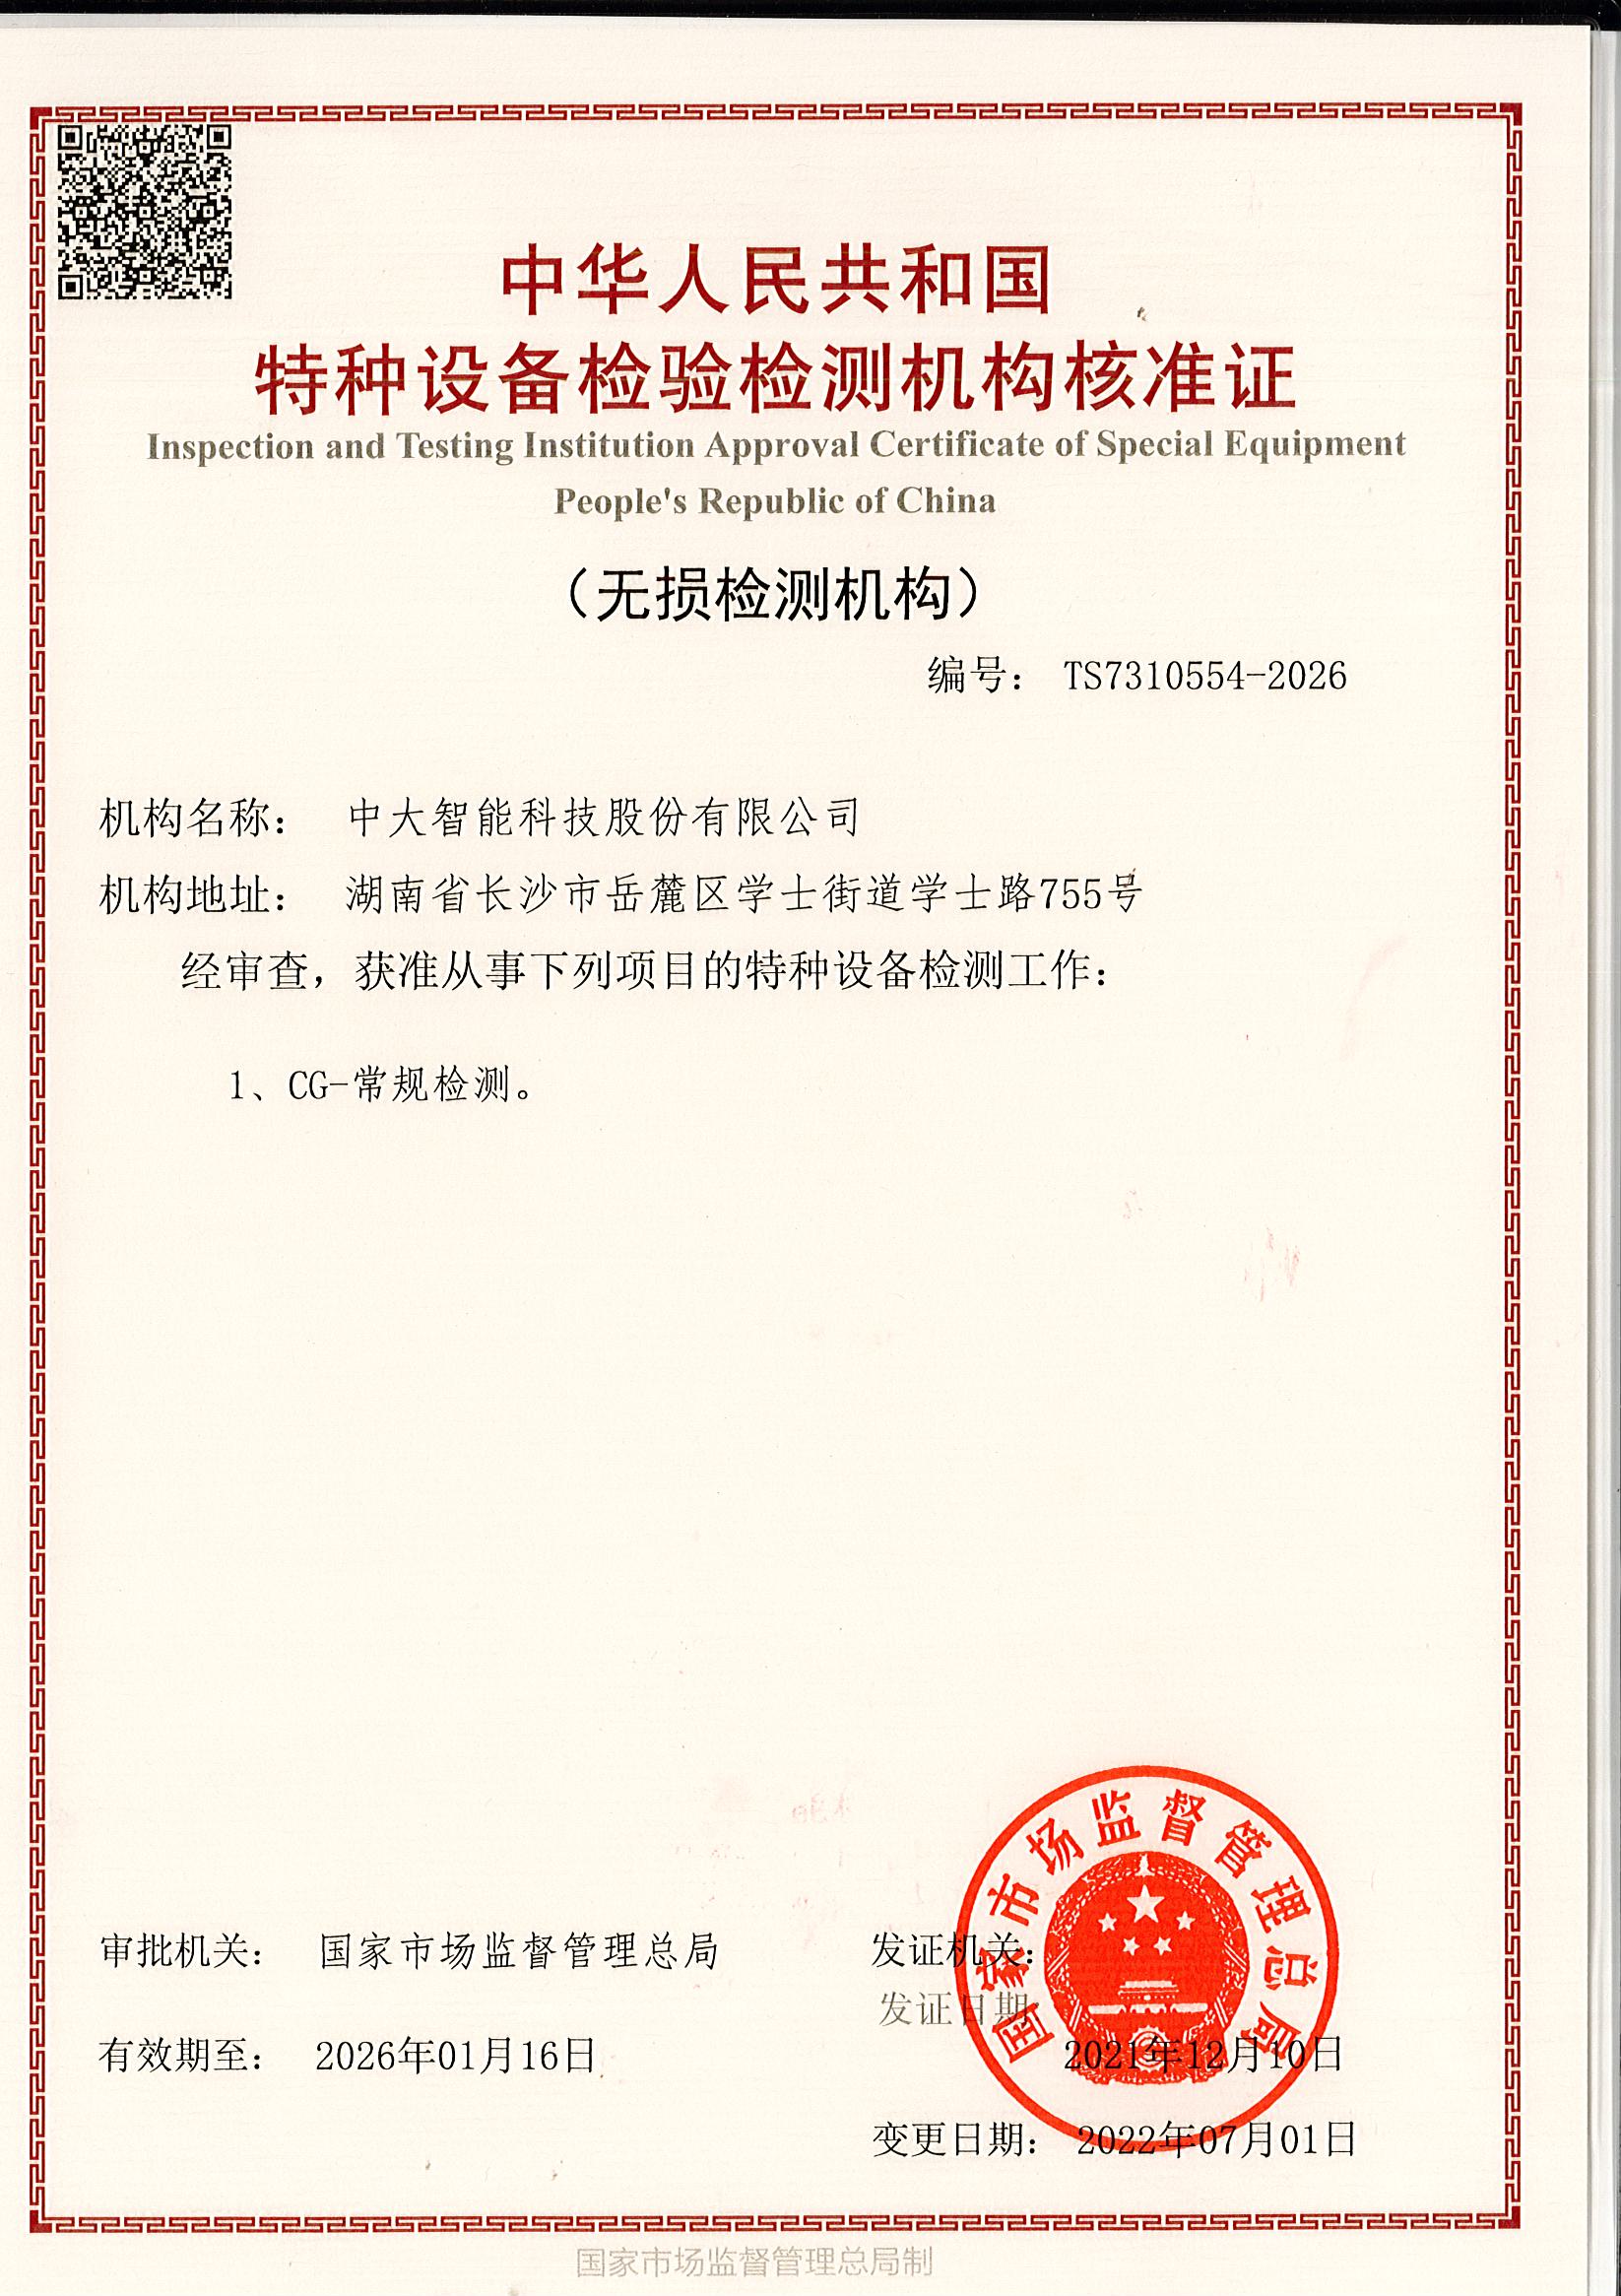 中华人民共和国
特种设备检验检测机构核准证
Inspection and Testing Institution Approval Certificate of Special Equipment
People's Republic of China
（无损检测机构）
编号： TS7310554-2026
机构名称： 中大智能科技股份有限公司
机构地址： 湖南省长沙市岳麓区学士街道学士路755号
经审查，获准从事下列项目的特种设备检测工作：
1、CG-常规检测。
审批机关： 国家市场监督管理总局
发证机关：
国家市场监督管理总局
发证日期
有效期至： 2026年01月16日
2021年12月10日
变更日期： 2022年07月01日
国家市场监督管理总局制